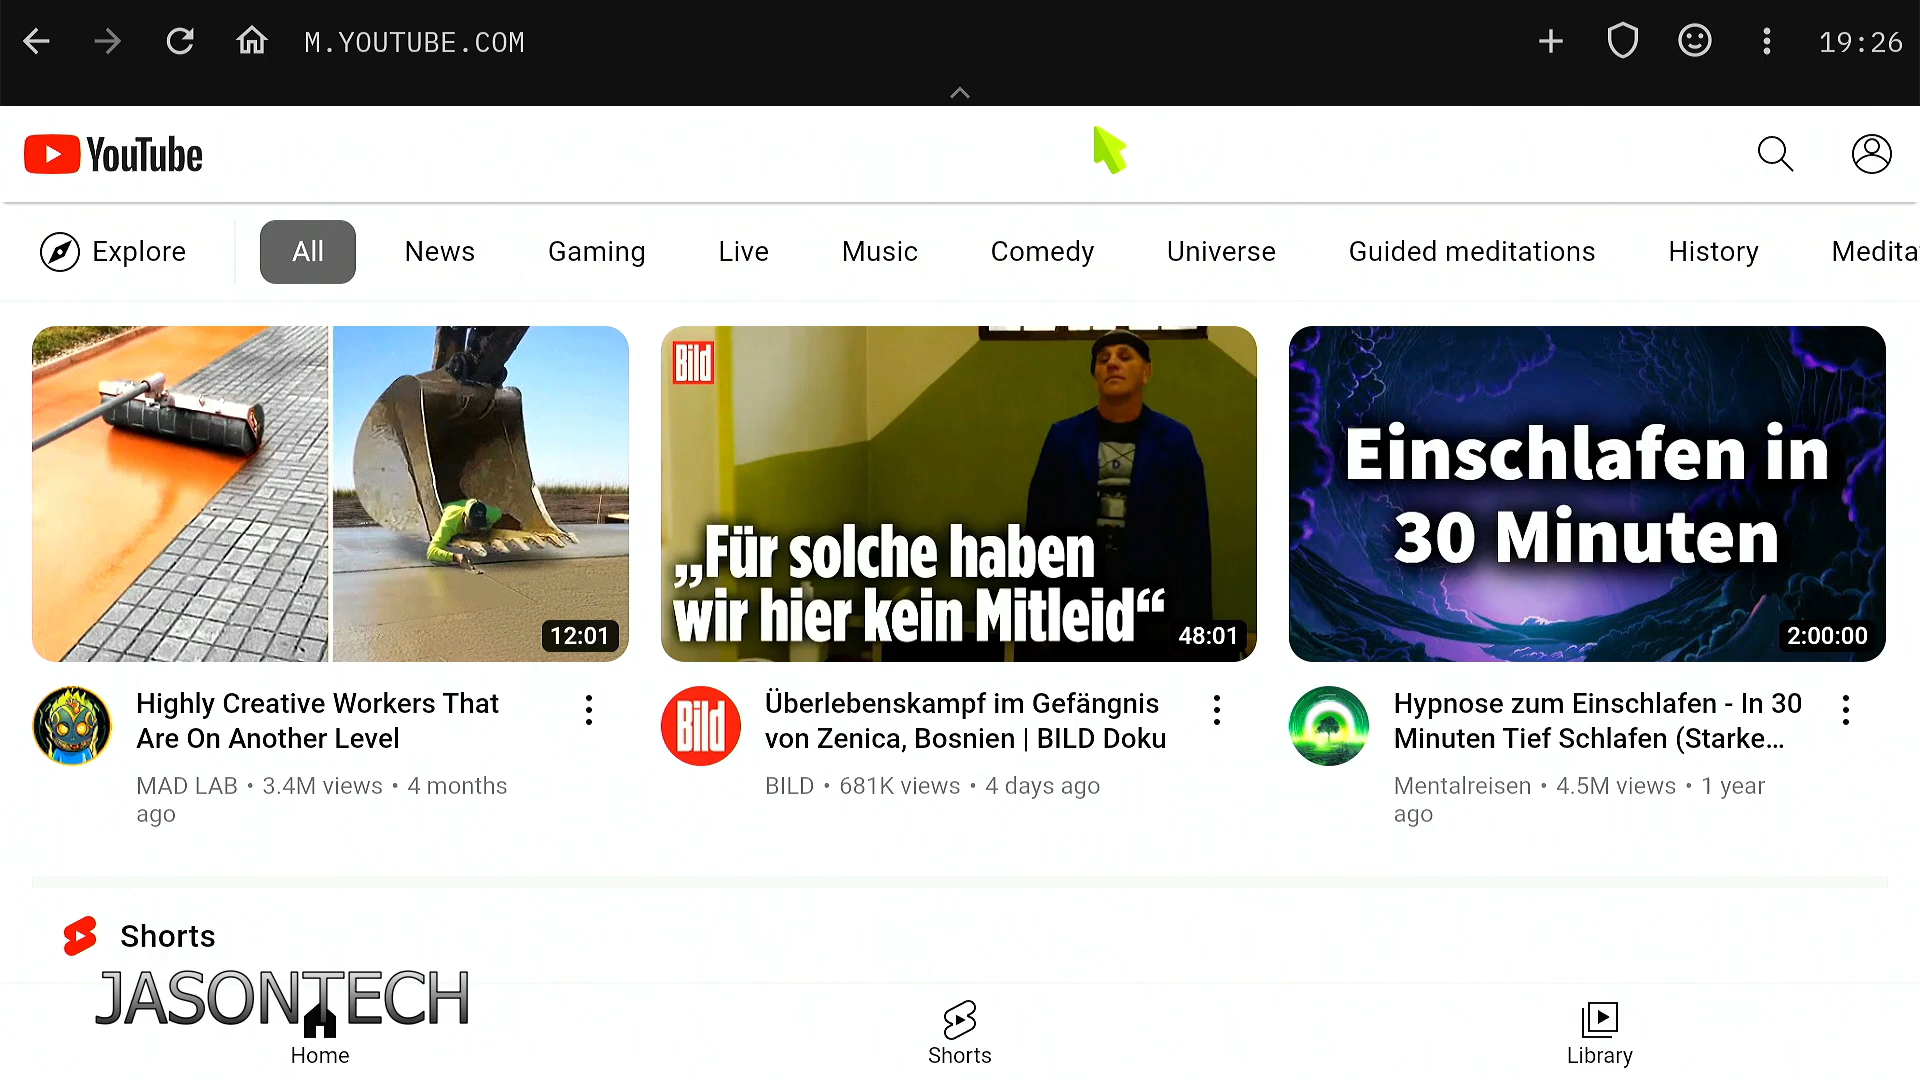 M.YOUTUBE.COM
19:26
YouTube
Explore
All
News
Gaming
Live
Music
Comedy
Universe
Guided meditations
History
Medita
Bild
„Für solche haben
wir hier kein Mitleid“
Einschlafen in
30 Minuten
12:01
48:01
2:00:00
Highly Creative Workers That
Are On Another Level
MAD LAB • 3.4M views • 4 months
ago
Bild
Überlebenskampf im Gefängnis
von Zenica, Bosnien | BILD Doku
BILD • 681K views • 4 days ago
Hypnose zum Einschlafen - In 30
Minuten Tief Schlafen (Starke...
Mentalreisen • 4.5M views • 1 year
ago
Shorts
JASONTECH
Home
Shorts
Library